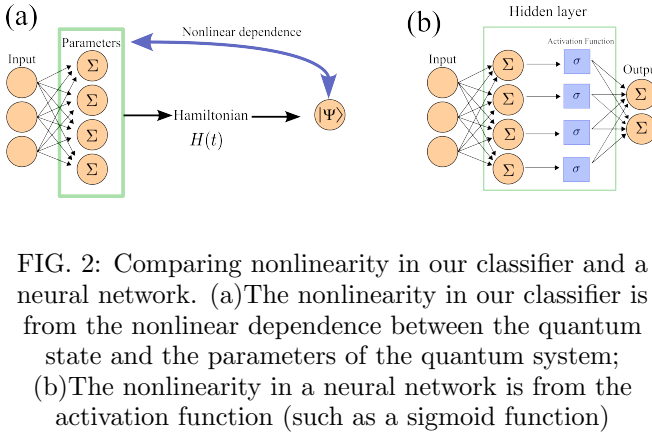 (a)
Nonlinear dependence
Input
Parameters
Σ
Σ
Σ
Σ
Hamiltonian
H(t)
|Ψ⟩
(b)
Hidden layer
Activation Function
Input
Output
Σ
Σ
Σ
Σ
σ
σ
σ
σ
Σ
Σ
FIG. 2: Comparing nonlinearity in our classifier and a
neural network. (a)The nonlinearity in our classifier is
from the nonlinear dependence between the quantum
state and the parameters of the quantum system;
(b)The nonlinearity in a neural network is from the
activation function (such as a sigmoid function)